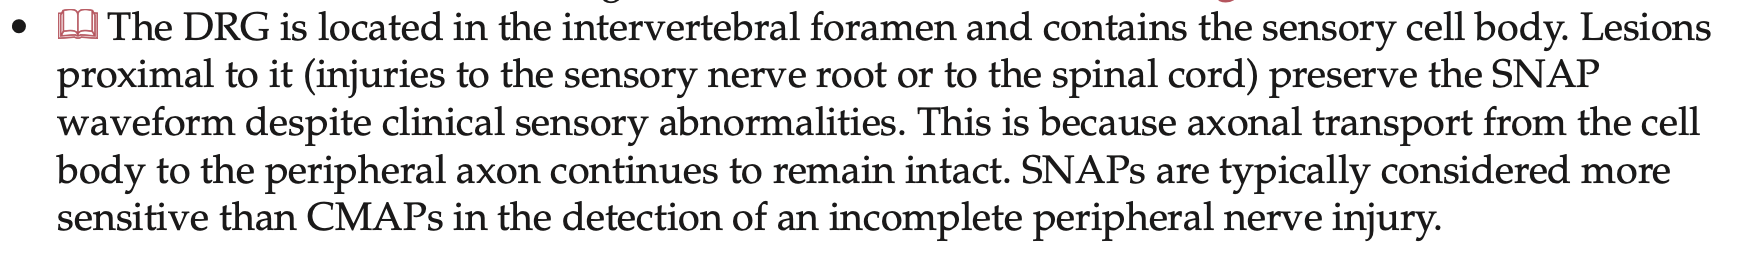 • The DRG is located in the intervertebral foramen and contains the sensory cell body. Lesions
proximal to it (injuries to the sensory nerve root or to the spinal cord) preserve the SNAP
waveform despite clinical sensory abnormalities. This is because axonal transport from the cell
body to the peripheral axon continues to remain intact. SNAPs are typically considered more
sensitive than CMAPs in the detection of an incomplete peripheral nerve injury.